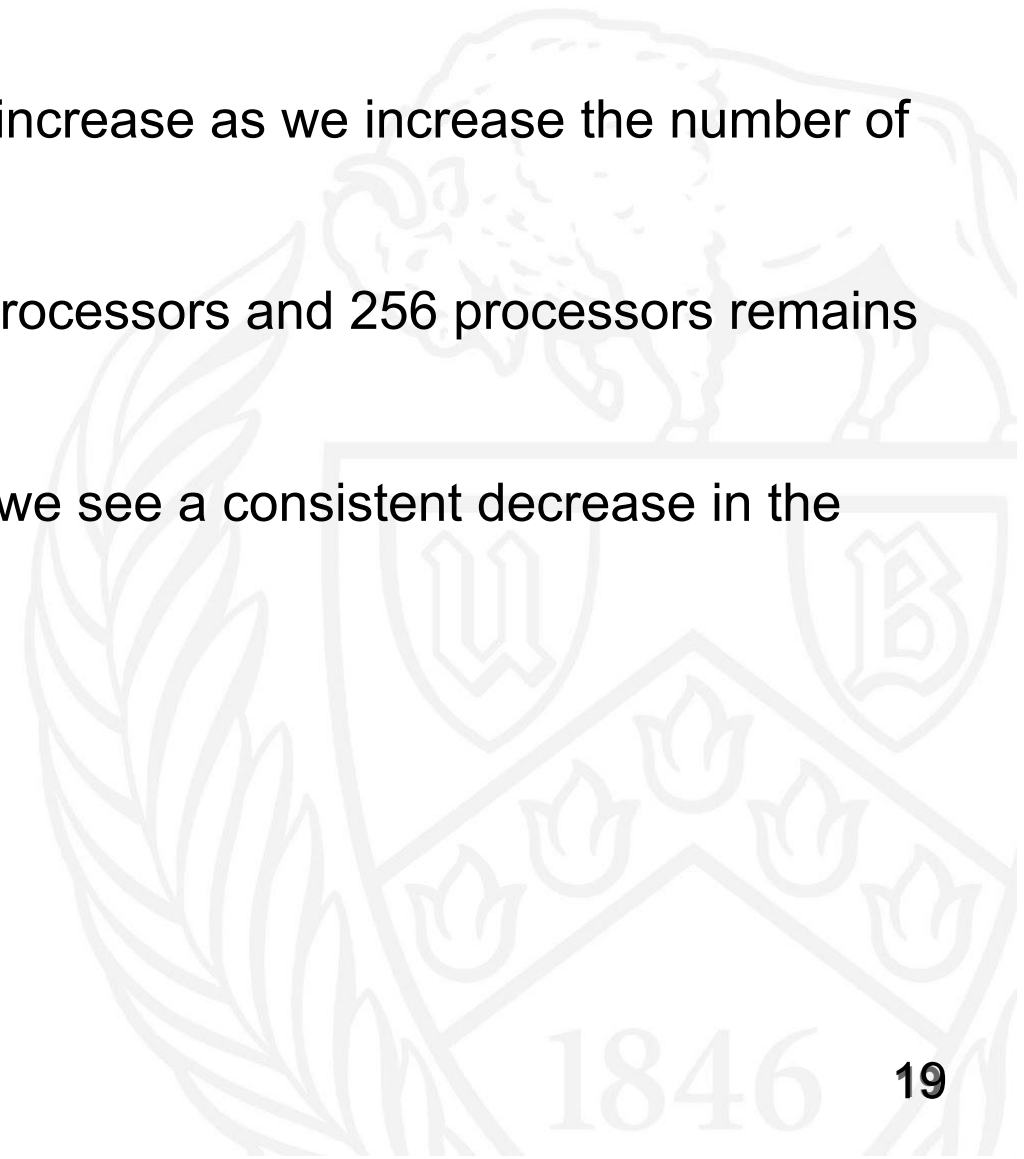 increase as we increase the number of
rocessors and 256 processors remains
we see a consistent decrease in the
U B
1846
19